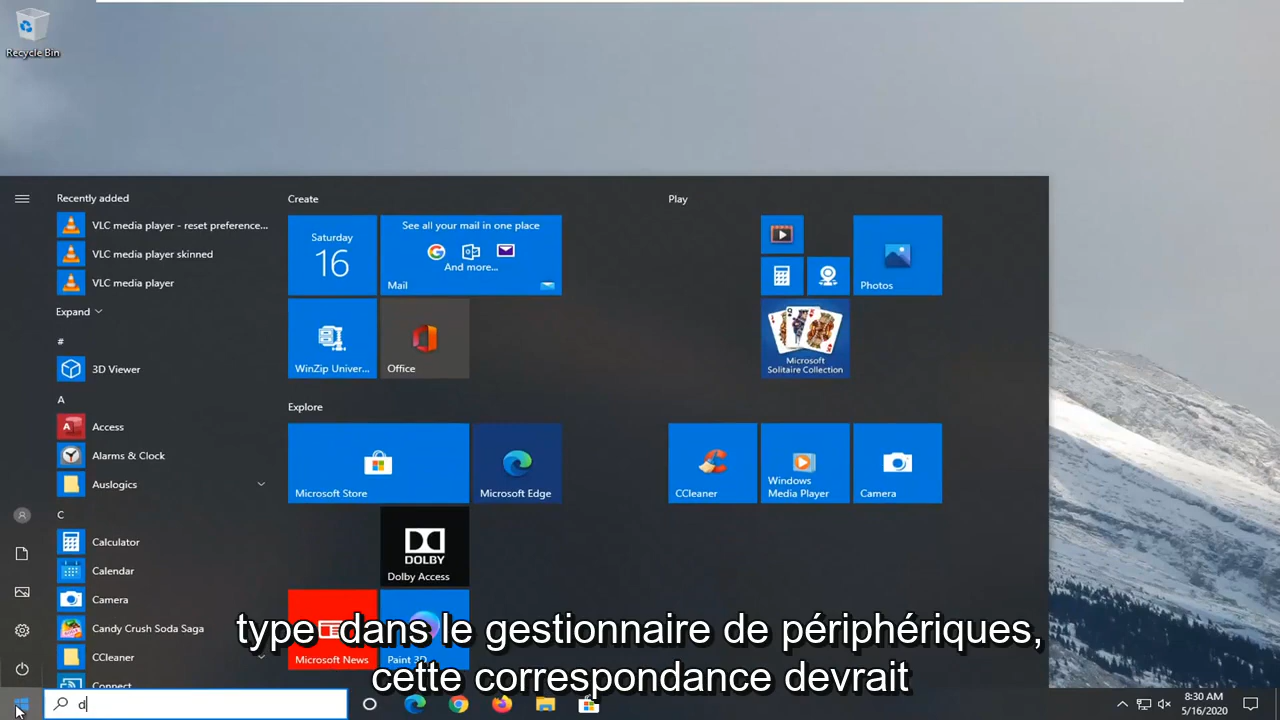 Recycle Bin
Recently added
VLC media player - reset preference...
VLC media player skinned
VLC media player
Expand
#
3D Viewer
A
Access
Alarms & Clock
Auslogics
C
Calculator
Calendar
Camera
Candy Crush Soda Saga
CCleaner
Connect
Create
Saturday
16
See all your mail in one place
And more...
Mail
WinZip Univer...
Office
Explore
Microsoft Store
Microsoft Edge
DOLBY
Dolby Access
Microsoft News
Paint 3D
Play
Photos
Microsoft
Solitaire Collection
CCleaner
Windows
Media Player
Camera
type dans le gestionnaire de périphériques,
cette correspondance devrait
d
8:30 AM
5/16/2020